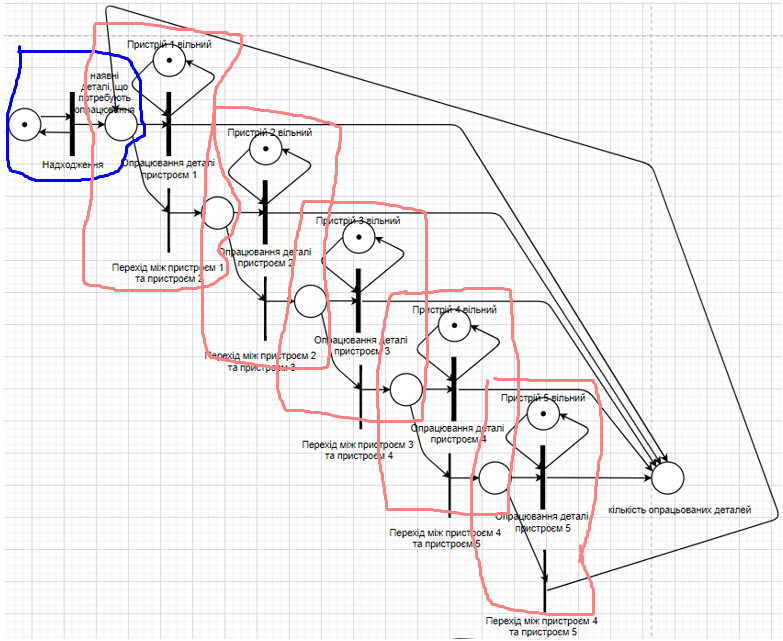 Пристрій 1 вільний
наявні
деталі, що
потребують
опрацювання
Надходження
Опрацювання деталі
пристроєм 1
Пристрій 2 вільний
Перехід між пристроєм 1
та пристроєм 2
Опрацювання деталі
пристроєм 2
Пристрій 3 вільний
Перехід між пристроєм 2
та пристроєм 3
Опрацювання деталі
пристроєм 3
Пристрій 4 вільний
Перехід між пристроєм 3
та пристроєм 4
Опрацювання деталі
пристроєм 4
Пристрій 5 вільний
Перехід між пристроєм 4
та пристроєм 5
Опрацювання деталі
пристроєм 5
кількість опрацьованих деталей
Перехід між пристроєм 4
та пристроєм 5